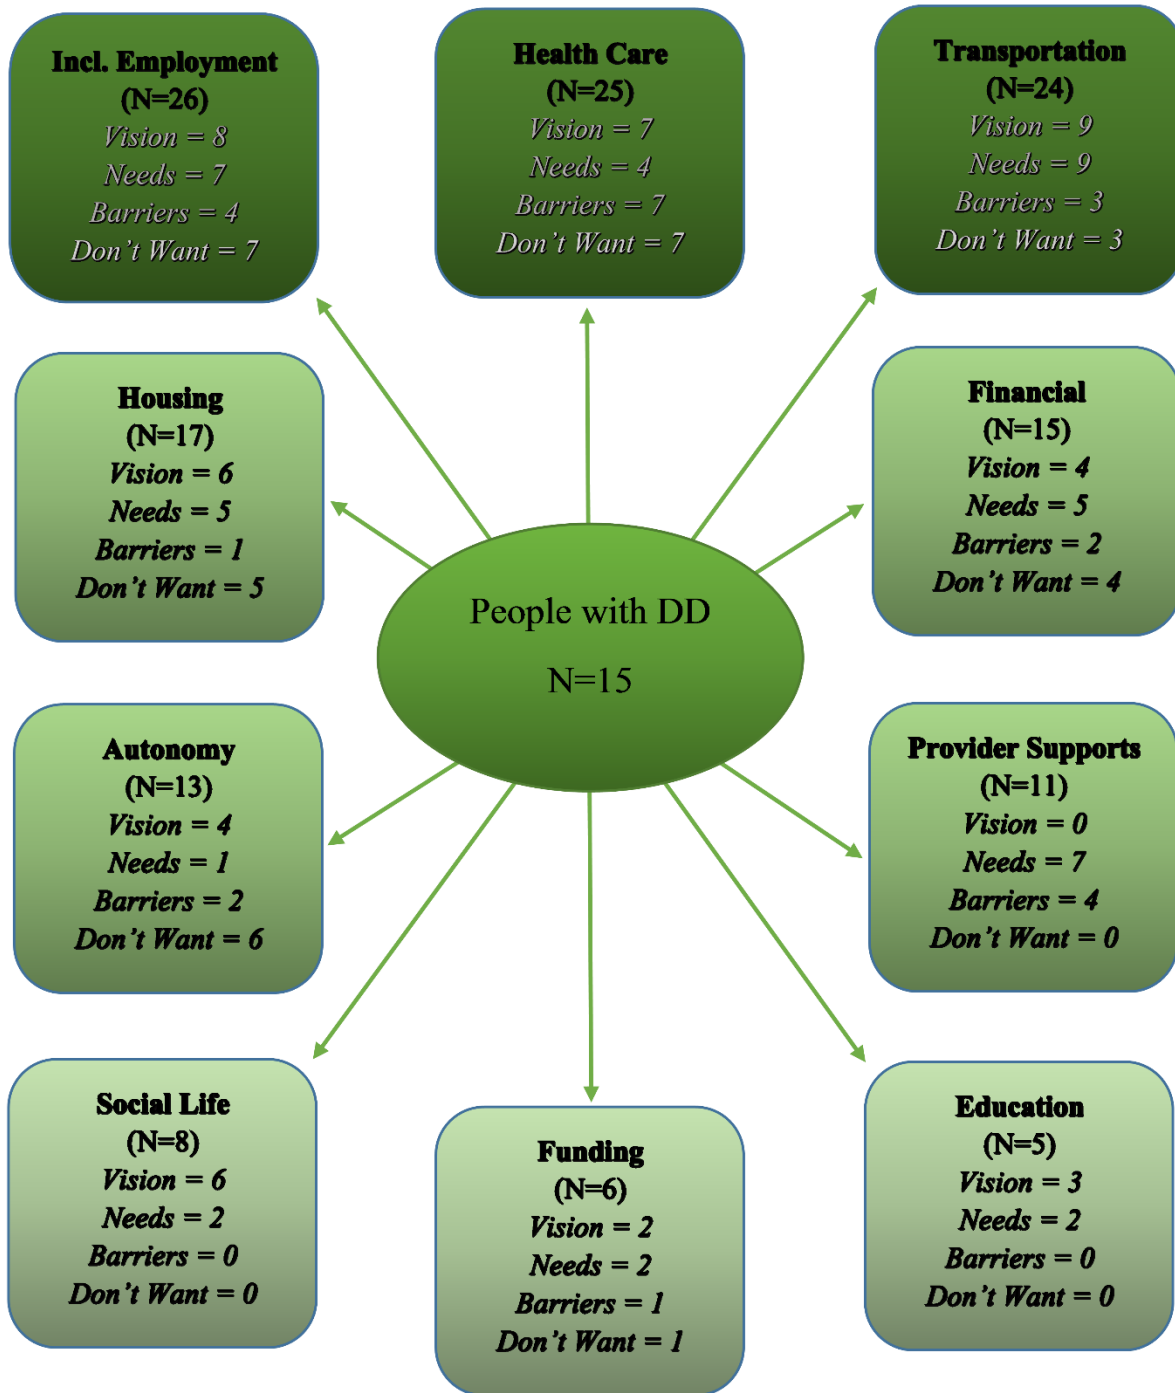 Incl. Employment
(N=26)
Vision = 8
Needs = 7
Barriers = 4
Don’t Want = 7
Health Care
(N=25)
Vision = 7
Needs = 4
Barriers = 7
Don’t Want = 7
Transportation
(N=24)
Vision = 9
Needs = 9
Barriers = 3
Don’t Want = 3
Housing
(N=17)
Vision = 6
Needs = 5
Barriers = 1
Don’t Want = 5
Financial
(N=15)
Vision = 4
Needs = 5
Barriers = 2
Don’t Want = 4
People with DD
N=15
Autonomy
(N=13)
Vision = 4
Needs = 1
Barriers = 2
Don’t Want = 6
Provider Supports
(N=11)
Vision = 0
Needs = 7
Barriers = 4
Don’t Want = 0
Social Life
(N=8)
Vision = 6
Needs = 2
Barriers = 0
Don’t Want = 0
Funding
(N=6)
Vision = 2
Needs = 2
Barriers = 1
Don’t Want = 1
Education
(N=5)
Vision = 3
Needs = 2
Barriers = 0
Don’t Want = 0